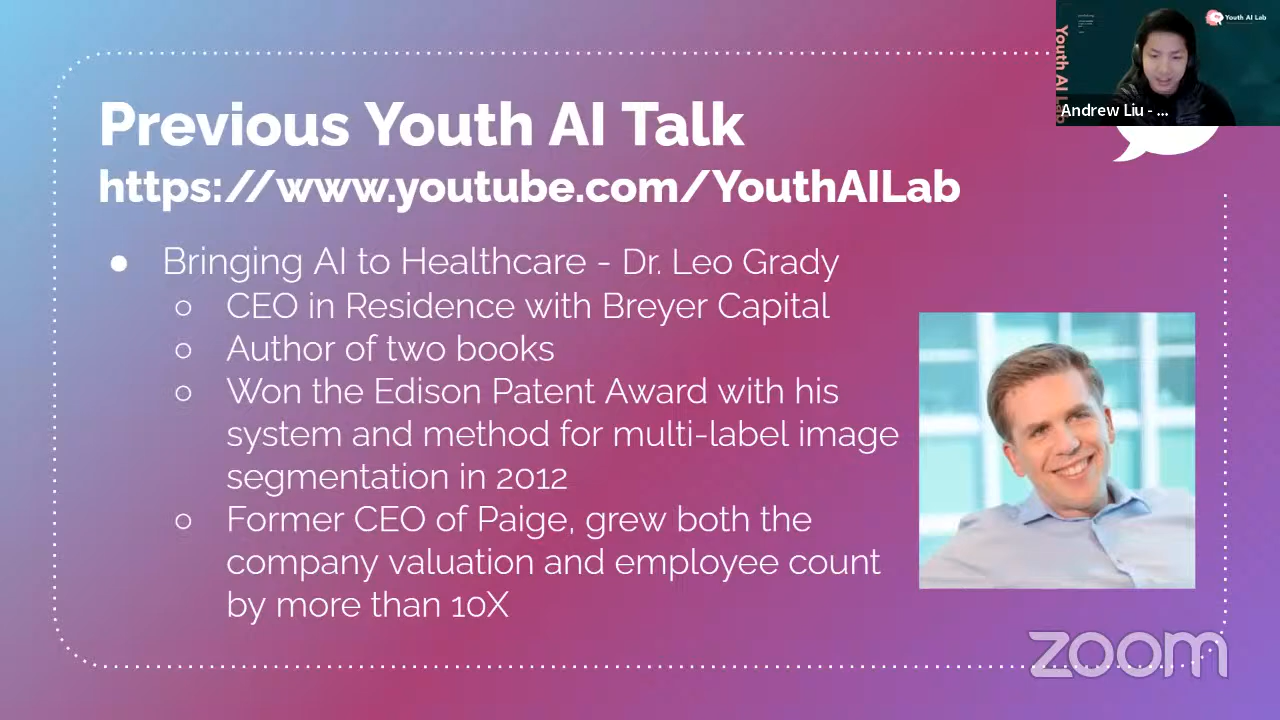 Youth AI Lab
Youth AI Lab
Andrew Liu - ...
Previous Youth AI Talk
https://www.youtube.com/YouthAILab
● Bringing AI to Healthcare - Dr. Leo Grady
○ CEO in Residence with Breyer Capital
○ Author of two books
○ Won the Edison Patent Award with his
system and method for multi-label image
segmentation in 2012
○ Former CEO of Paige, grew both the
company valuation and employee count
by more than 10X
zoom